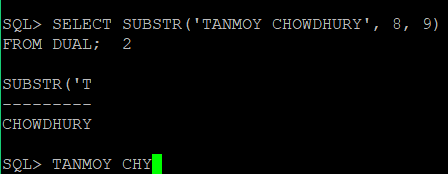 SQL> SELECT SUBSTR('TANMOY CHOWDHURY', 8, 9)
FROM DUAL;  2
SUBSTR('T
---------
CHOWDHURY
SQL> TANMOY CHY